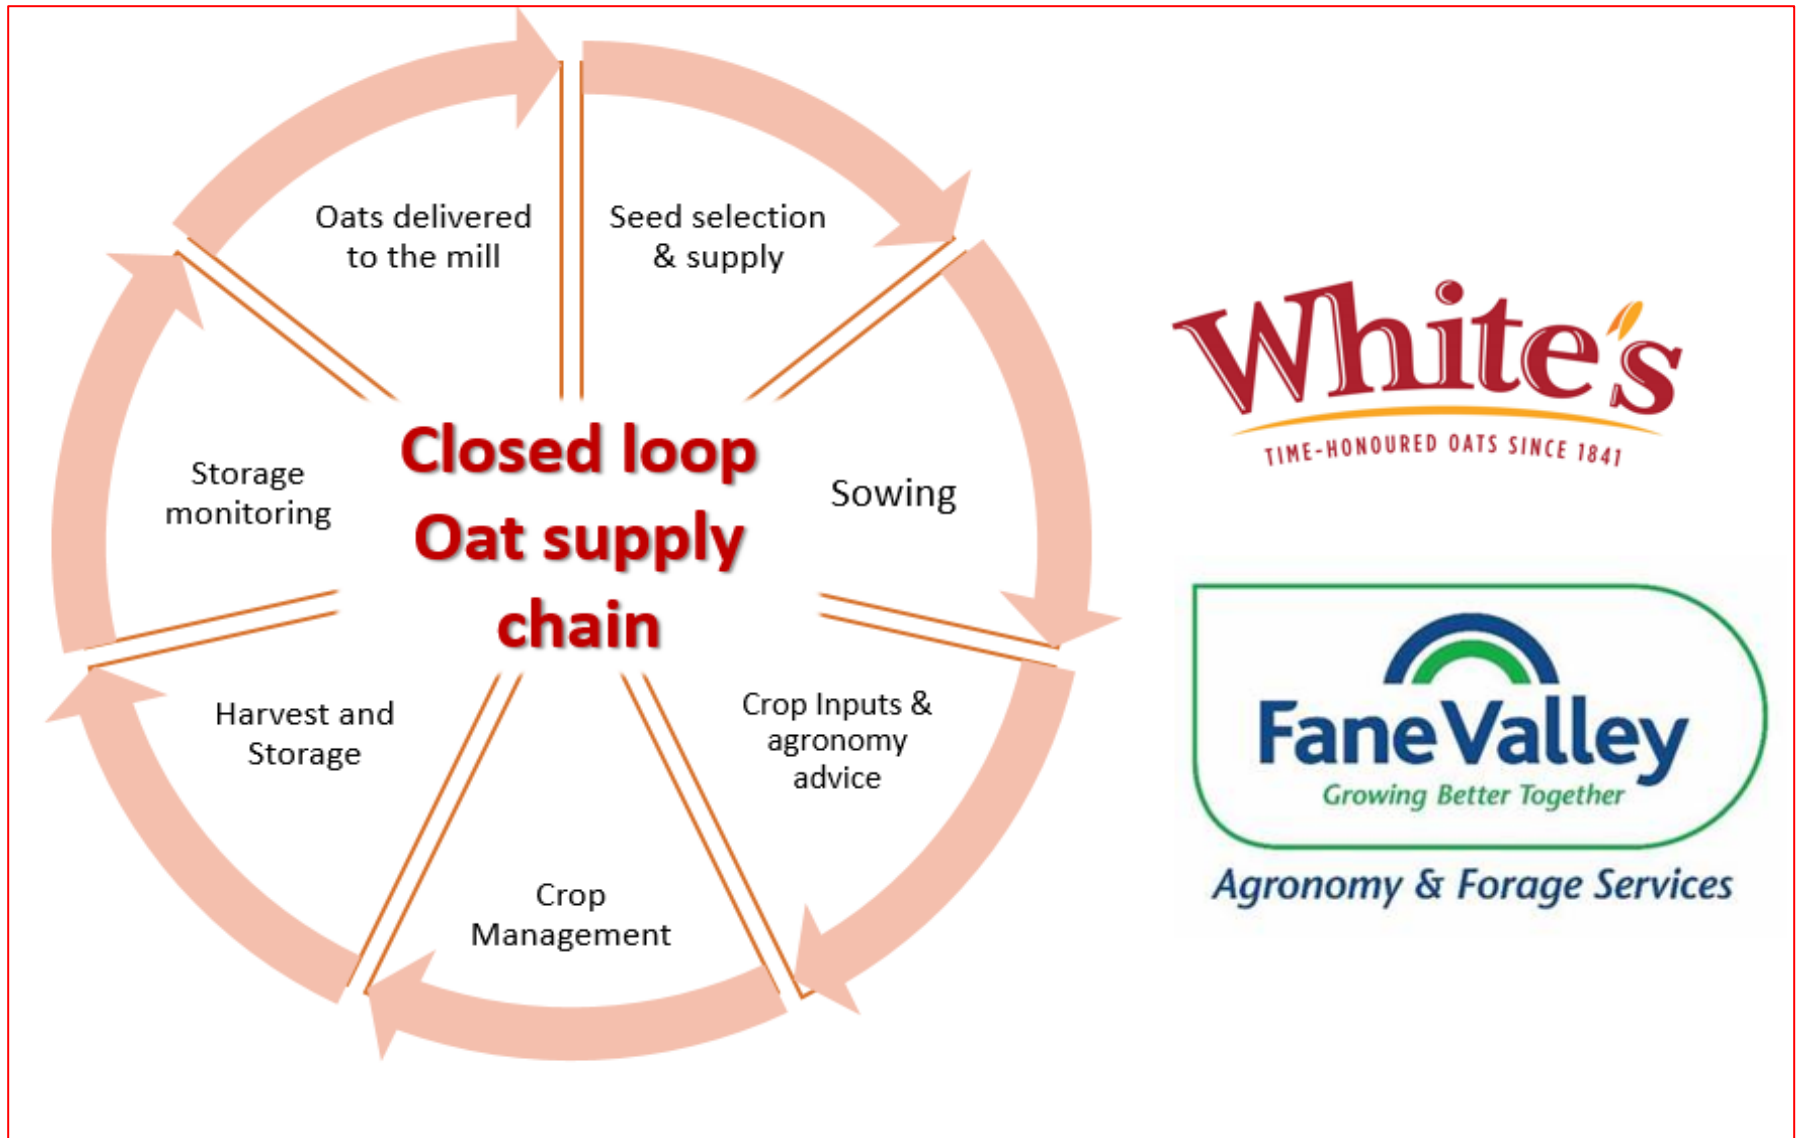 Oats delivered
to the mill
Seed selection
& supply
Sowing
Crop Inputs &
agronomy
advice
Crop
Management
Harvest and
Storage
Storage
monitoring
Closed loop
Oat supply
chain
White's
TIME-HONOURED OATS SINCE 1841
Fane Valley
Growing Better Together
Agronomy & Forage Services